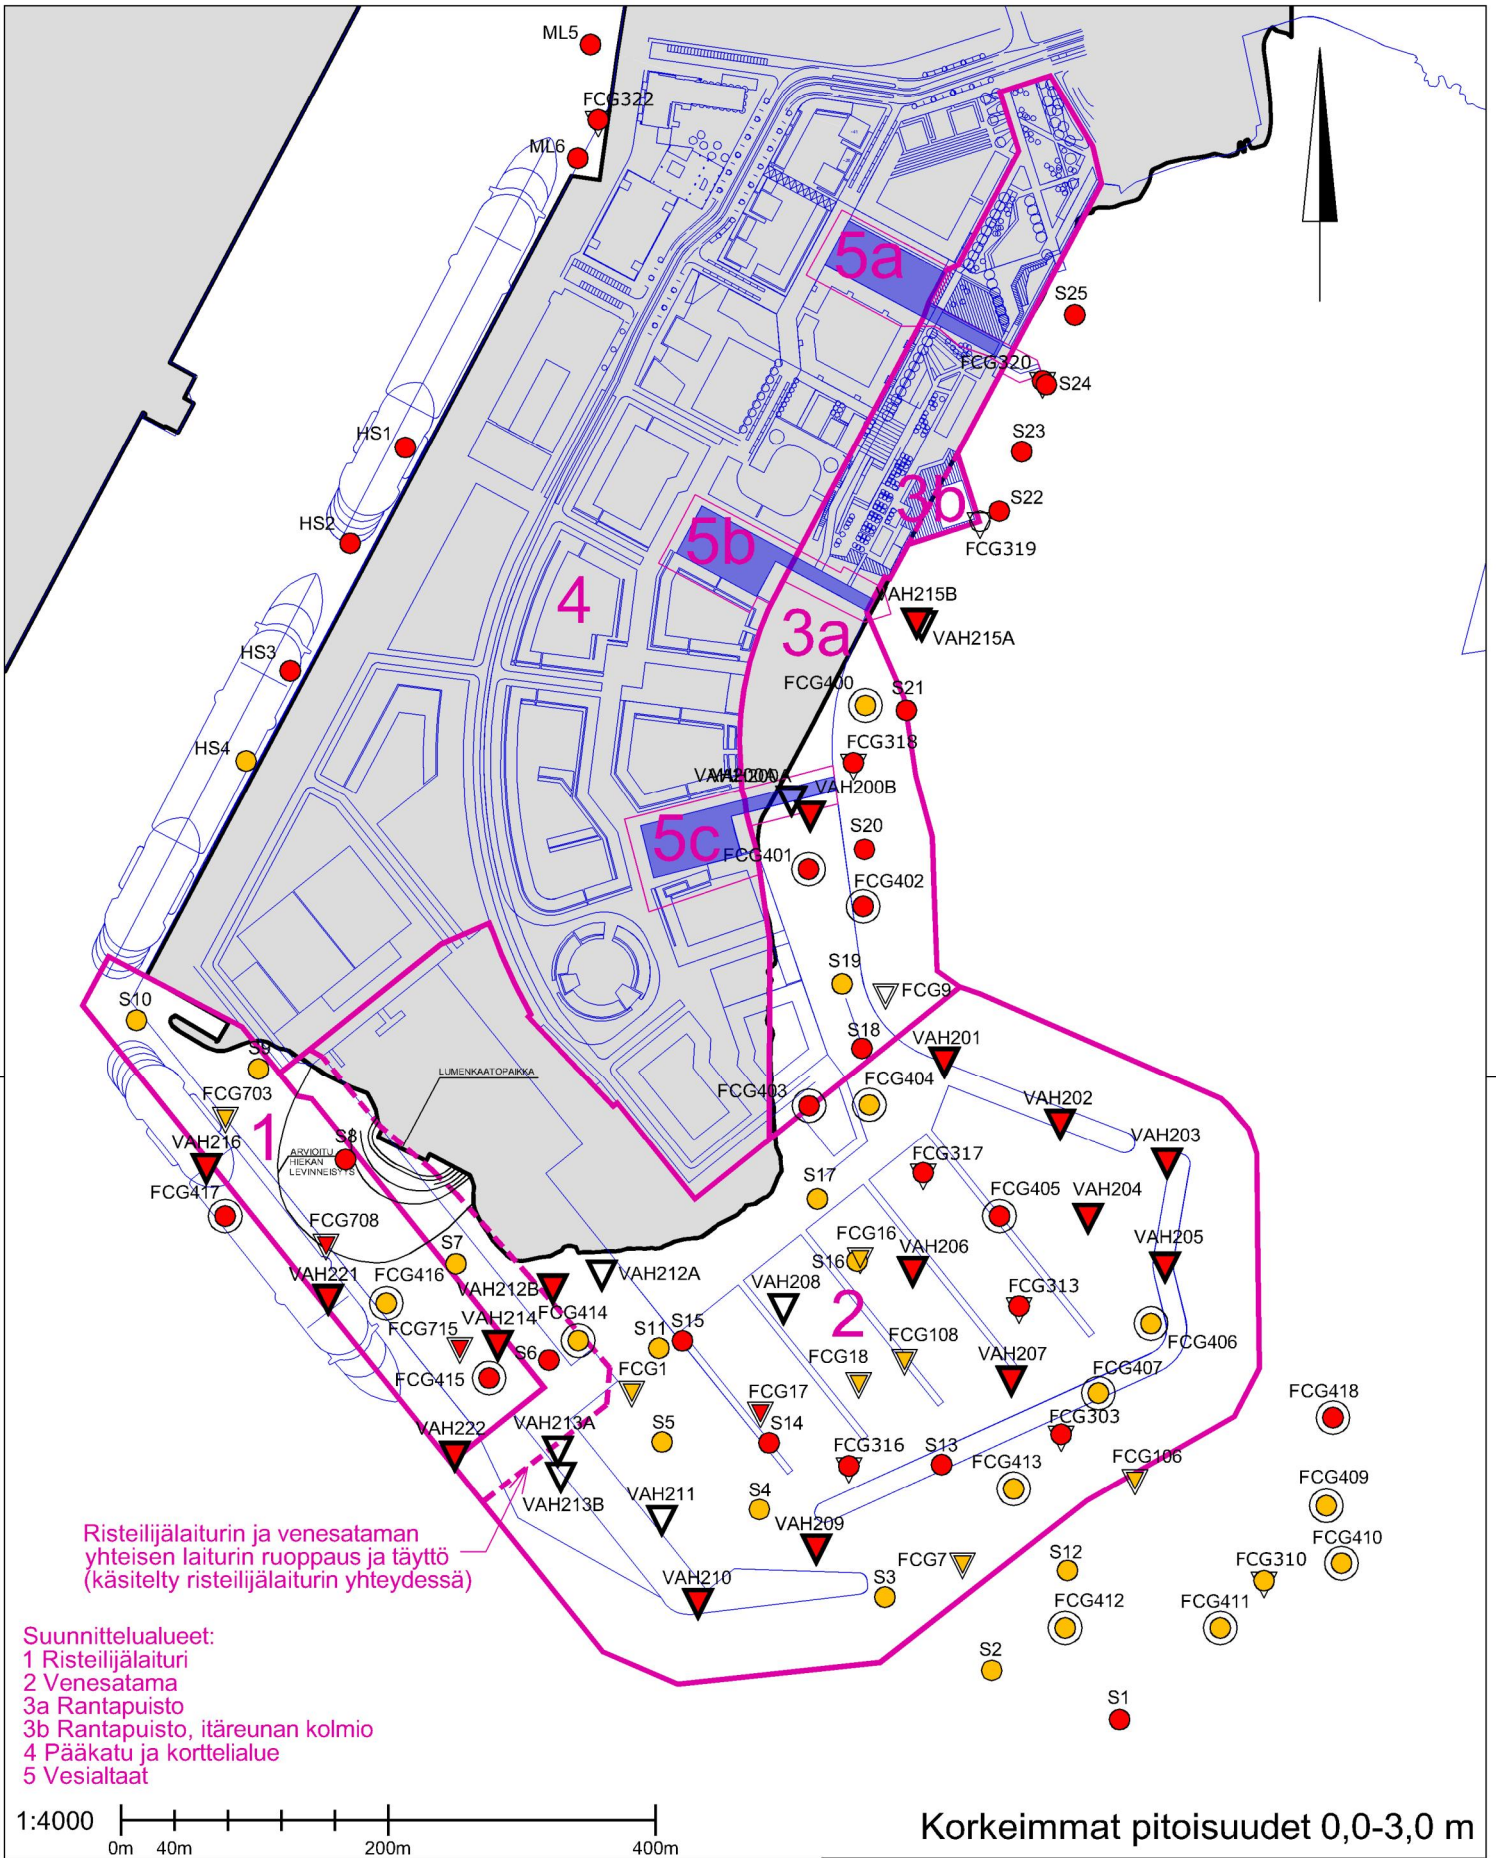 ML5
FCG322
ML6
5a
S25
FCG320
S24
HS1
S23
3b
S22
HS2
FCG319
5b
4
VAH215B
3a
VAH215A
HS3
FCG400
S21
FCG318
HS4
VAH200A
VAH200B
5c
S20
FCG401
FCG402
S19
FCG9
S10
S18
VAH201
S9
LUMENKAATOPAIKKA
FCG703
FCG403
FCG404
VAH202
1
VAH216
S8
ARVIOITU
HIEKAN
LEVINNEISYYS
VAH203
FCG317
FCG417
S17
FCG405
VAH204
FCG708
S7
FCG16
VAH205
S16
VAH206
VAH221
FCG416
VAH212B
VAH212A
VAH208
2
FCG313
FCG715
VAH214
FCG414
S11
S15
FCG406
S6
FCG1
FCG108
FCG18
VAH207
FCG407
FCG415
FCG17
FCG418
VAH222
VAH213A
S5
S14
FCG303
FCG316
S13
FCG413
FCG106
VAH213B
VAH211
S4
FCG409
VAH209
Risteilijälaiturin ja venesataman
yhteisen laiturin ruoppaus ja täyttö
(käsitelty risteilijälaiturin yhteydessä)
FCG7
S12
FCG310
FCG410
VAH210
S3
FCG412
FCG411
Suunnittelualueet:
1 Risteilijälaituri
2 Venesatama
3a Rantapuisto
3b Rantapuisto, itäreunan kolmio
4 Pääkatu ja korttelialue
5 Vesialtaat
S2
S1
1:4000
0m 40m 200m 400m
Korkeimmat pitoisuudet 0,0-3,0 m